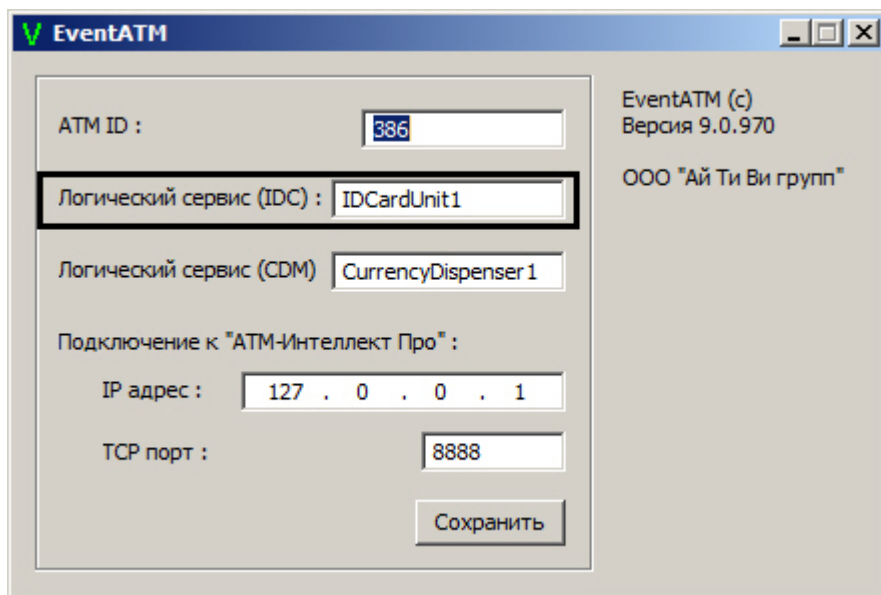 EventATM
ATM ID :
386
Логический сервис (IDC) :
IDCardUnit1
Логический сервис (CDM)
CurrencyDispenser1
Подключение к "АТМ-Интеллект Про" :
IP адрес :
127 . 0 . 0 . 1
TCP порт :
8888
Сохранить
EventATM (c)
Версия 9.0.970
ООО "Ай Ти Ви групп"